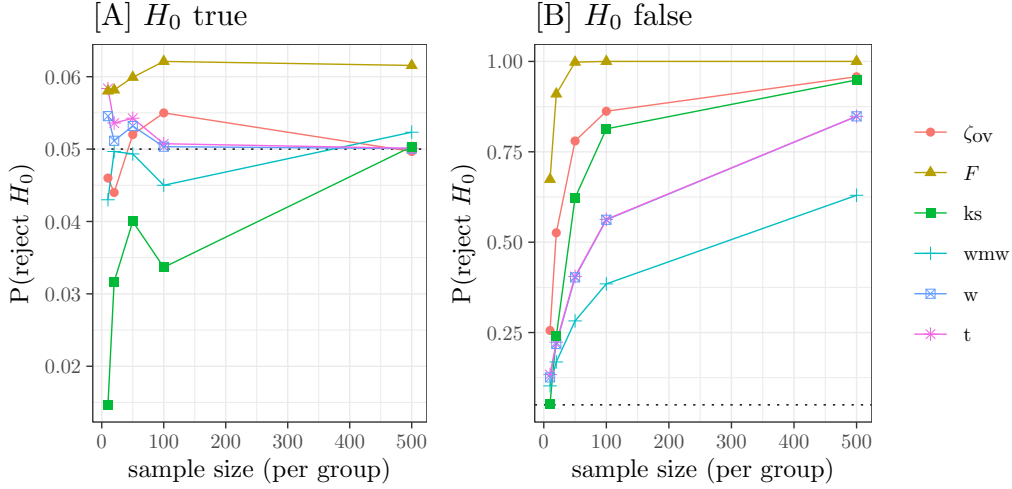 [A] H₀ true
P(reject H₀)
0.06
0.05
0.04
0.03
0.02
0
100
200
300
400
500
sample size (per group)
[B] H₀ false
P(reject H₀)
1.00
0.75
0.50
0.25
0
100
200
300
400
500
sample size (per group)
ζov
F
ks
wmw
w
t